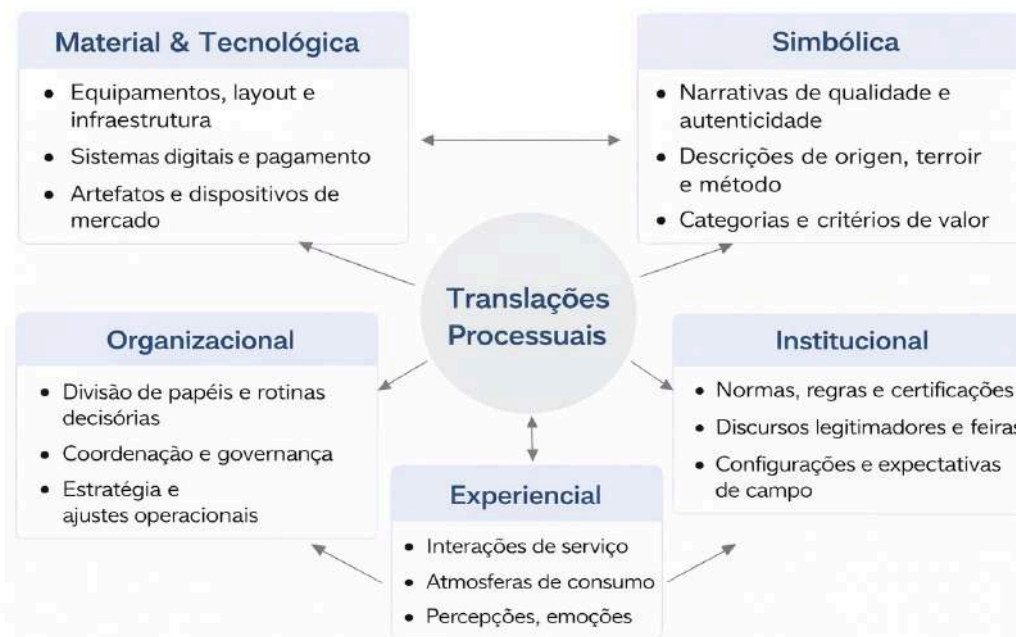 Material & Tecnológica
• Equipamentos, layout e
infraestrutura
• Sistemas digitais e pagamento
• Artefatos e dispositivos de
mercado
Simbólica
• Narrativas de qualidade e
autenticidade
• Descrições de origen, terroir
e método
• Categorias e critérios de valor
Translações
Processuais
Organizacional
• Divisão de papéis e rotinas
decisórias
• Coordenação e governança
• Estratégia e
ajustes operacionais
Institucional
• Normas, regras e certificações
• Discursos legitimadores e feiras
• Configurações e expectativas
de campo
Experiencial
• Interações de serviço
• Atmosferas de consumo
• Percepções, emoções